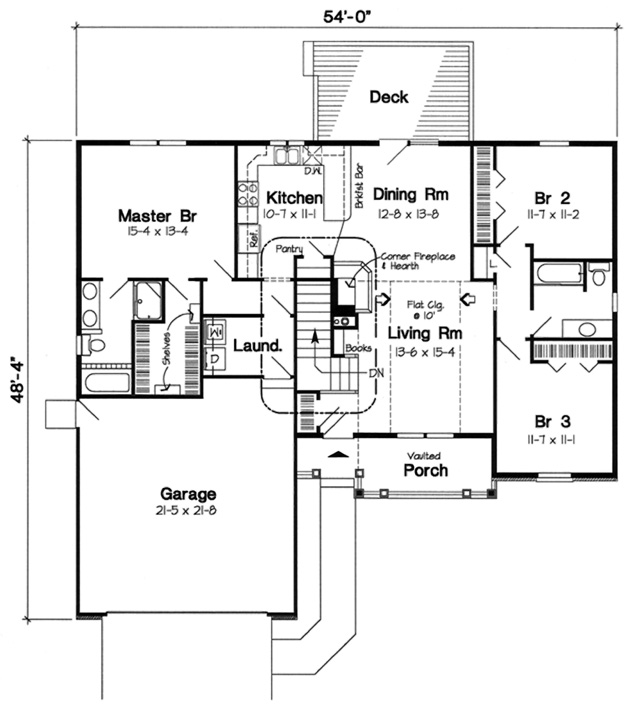 54'-0"
Deck
D.W.
Kitchen
10-7 x 11-1
Brkfst Bar
Dining Rm
12-8 x 13-8
Br 2
11-7 x 11-2
Master Br
15-4 x 13-4
Ref.
Pantry
Corner Fireplace
& Hearth
Flat Clg.
@ 10'
Living Rm
13-6 x 15-4
Shelves
W
D
Laund.
Books
DN
48'-4"
Br 3
11-7 x 11-1
Vaulted
Porch
Garage
21-5 x 21-8